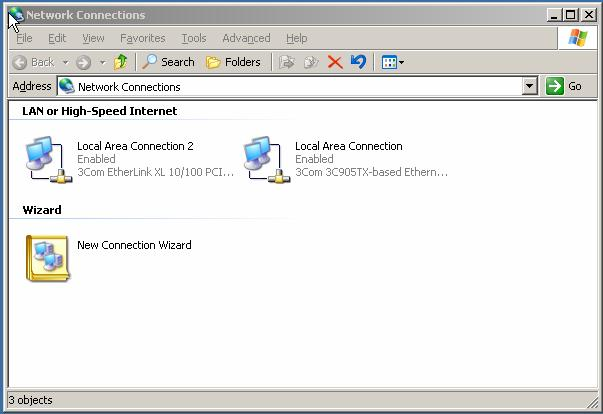 Network Connections
File Edit View Favorites Tools Advanced Help
Back Search Folders
Address Network Connections Go
LAN or High-Speed Internet
Local Area Connection 2 Local Area Connection
Enabled Enabled
3Com EtherLink XL 10/100 PCI... 3Com 3C905TX-based Ethern...
Wizard
New Connection Wizard
3 objects